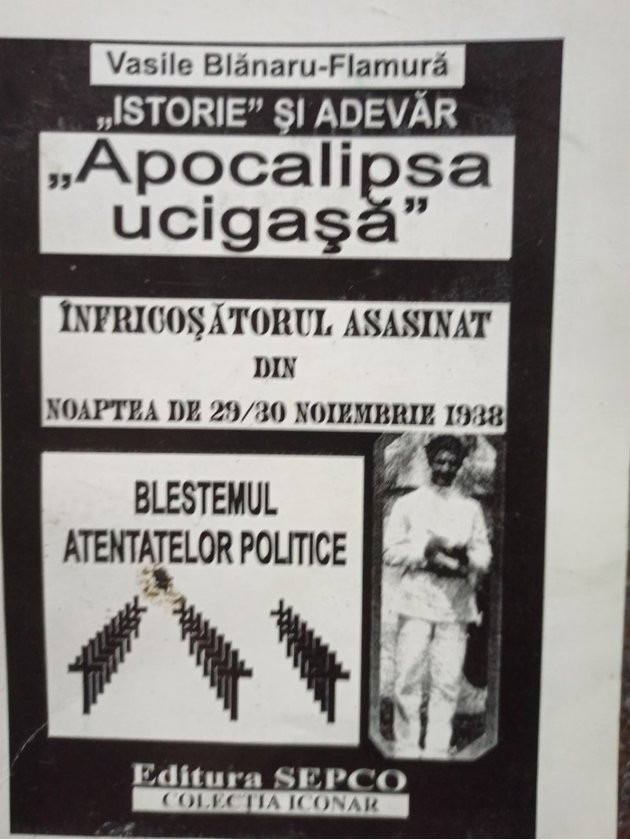 Vasile Blănaru-Flamură
„ISTORIE” ŞI ADEVĂR
„Apocalipsa
ucigaşă”
ÎNFRICOŞĂTORUL ASASINAT
DIN
NOAPTEA DE 29/30 NOIEMBRIE 1938
BLESTEMUL
ATENTATELOR POLITICE
Editura SEPCO
COLECŢIA ICONAR